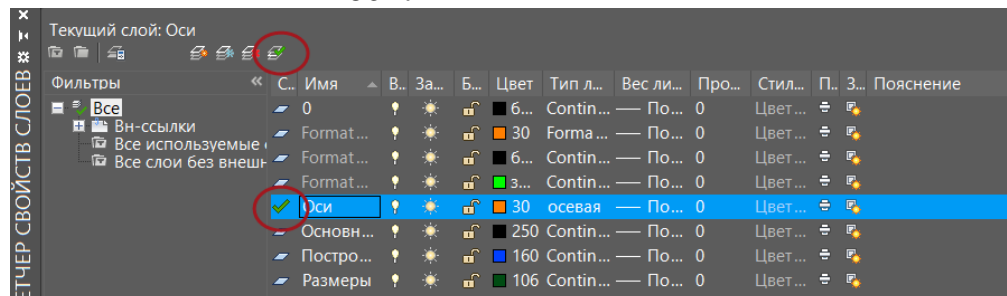 Текущий слой: Оси
Фильтры « С.. Имя В.. За... Б... Цвет Тип л... Вес ли... Про... Стил... П.. З... Пояснение
Все 0 6... Contin... — По... 0 Цвет...
Вн-ссылки Format... 30 Forma... — По... 0 Цвет...
Все используемые Format... 6... Contin... — По... 0 Цвет...
Все слои без внешн Format... з... Contin... — По... 0 Цвет...
Оси 30 осевая — По... 0 Цвет...
Основн... 250 Contin... — По... 0 Цвет...
Постро... 160 Contin... — По... 0 Цвет...
Размеры 106 Contin... — По... 0 Цвет...
ЕТЧЕР СВОЙСТВ СЛОЕВ